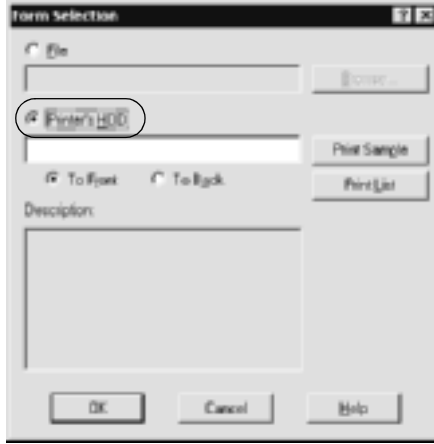 Form Selection
File
Browse...
Printer's HDD
Print Sample
To Front To Back
Print List
Description:
OK Cancel Help